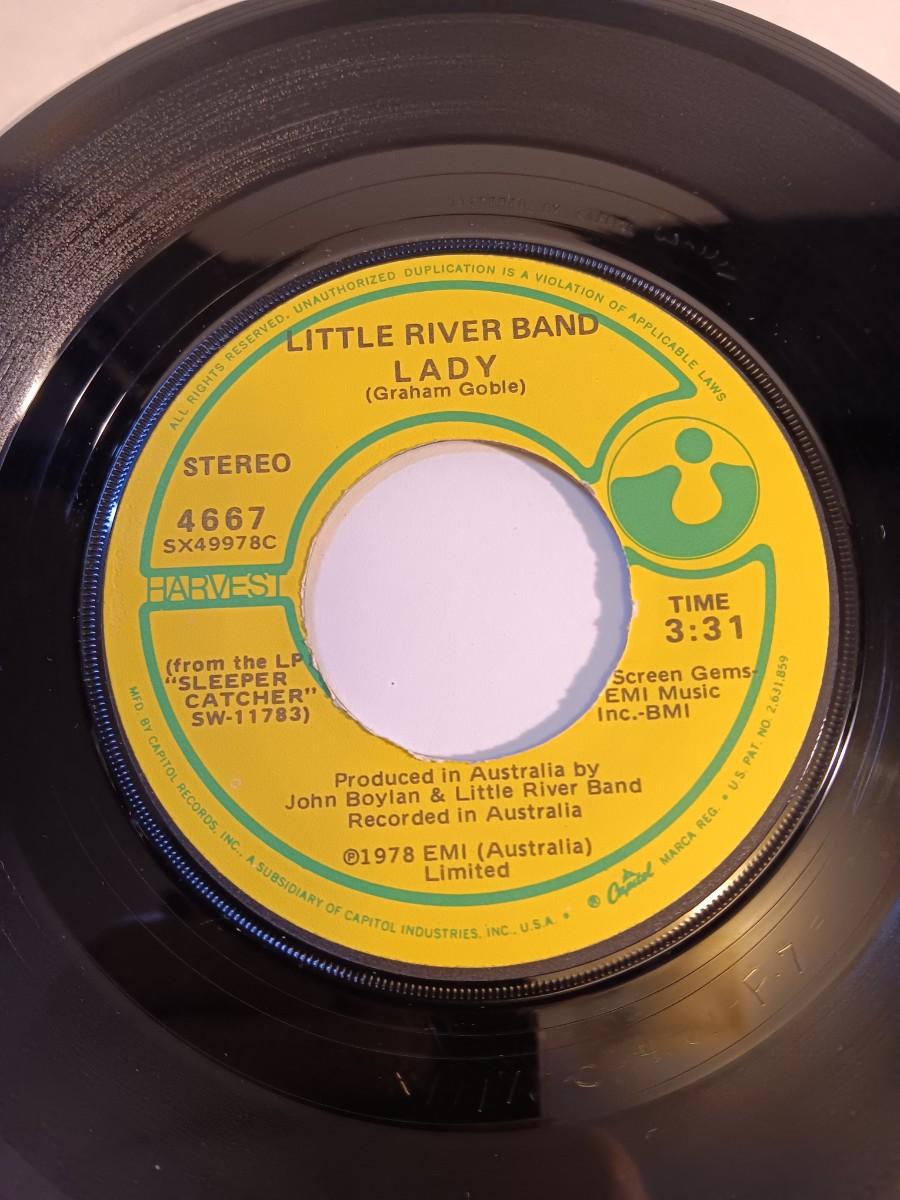 ALL RIGHTS RESERVED. UNAUTHORIZED DUPLICATION IS A VIOLATION OF APPLICABLE LAWS
LITTLE RIVER BAND
LADY
(Graham Goble)
STEREO
4667
SX49978C
HARVEST
TIME
3:31
(from the LP
"SLEEPER
CATCHER"
SW-11783)
Screen Gems-
EMI Music
Inc.-BMI
Produced in Australia by
John Boylan & Little River Band
Recorded in Australia
℗1978 EMI (Australia)
Limited
MFD. BY CAPITOL RECORDS, INC., A SUBSIDIARY OF CAPITOL INDUSTRIES, INC., U.S.A. • ® Capitol MARCA REG. • U.S. PAT. NO. 2,631,859